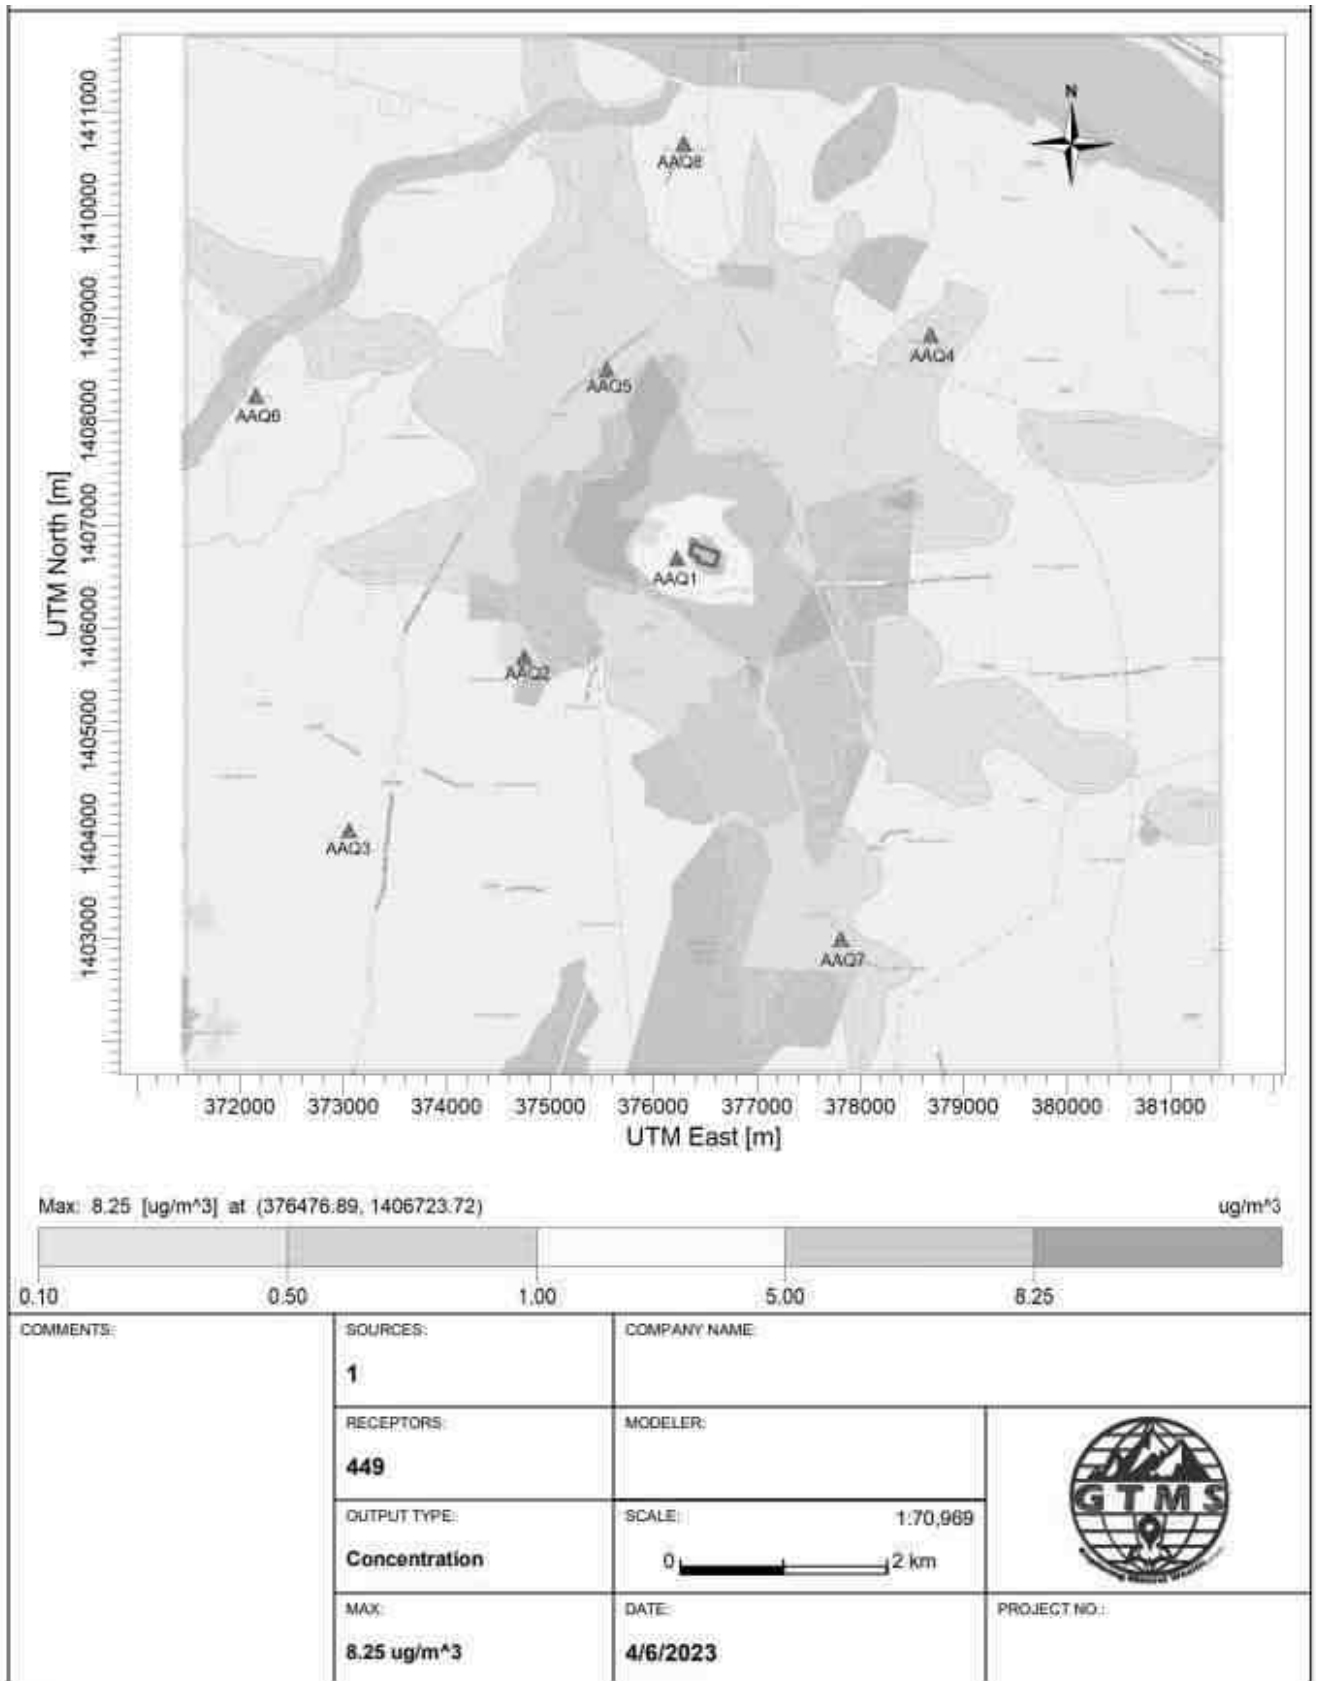 N
1411000
1410000
1409000
1408000
1407000
1406000
1405000
1404000
1403000
UTM North [m]
AAQ8
AAQ4
AAQ5
AAQ6
AAQ1
AAQ2
AAQ3
AAQ7
372000 373000 374000 375000 376000 377000 378000 379000 380000 381000
UTM East [m]
Max: 8.25 [ug/m^3] at (376476.89, 1406723.72) ug/m^3
0.10 0.50 1.00 5.00 8.25
COMMENTS:
SOURCES:
1
COMPANY NAME:
RECEPTORS:
449
MODELER:
OUTPUT TYPE:
Concentration
SCALE: 1:70,969
0 2 km
GTMS
MAX:
8.25 ug/m^3
DATE:
4/6/2023
PROJECT NO.: